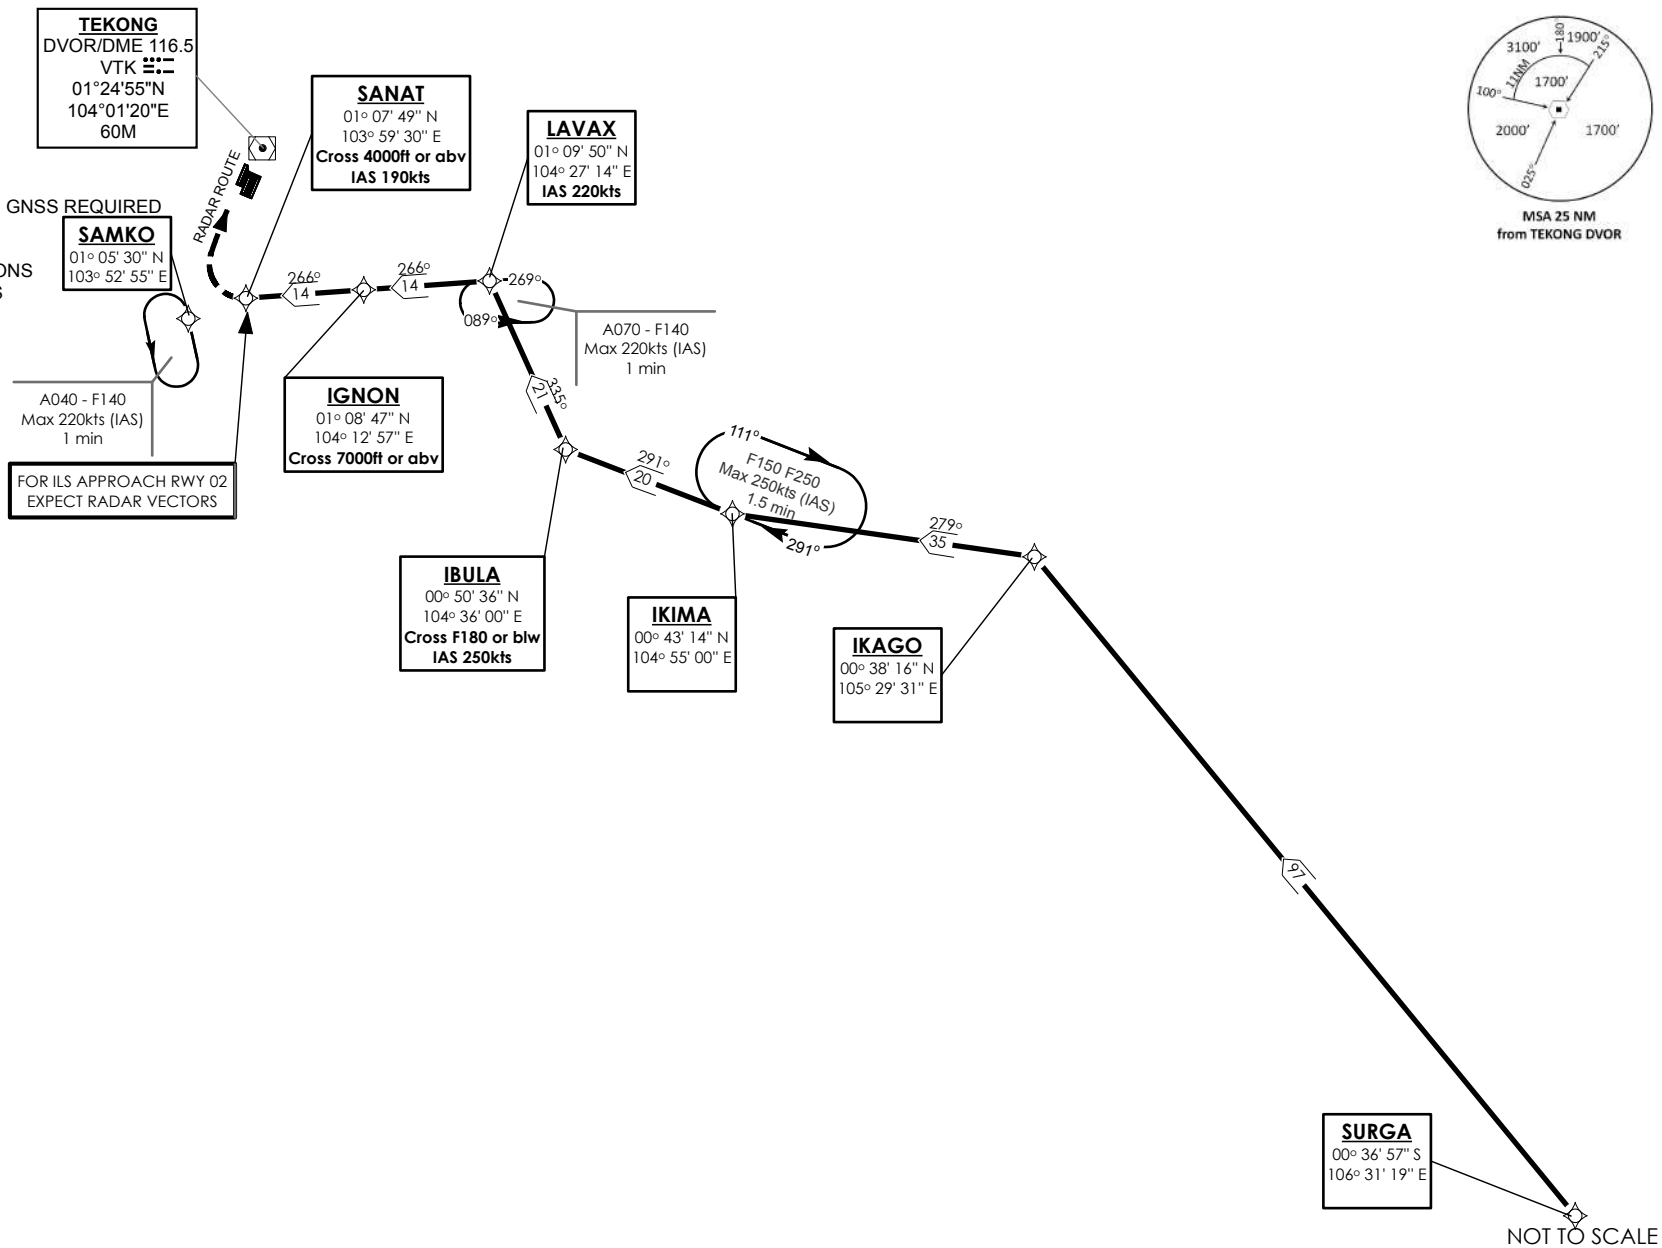 TEKONG
DVOR/DME 116.5
VTK
01°24'55"N
104°01'20"E
60M
SANAT
01° 07' 49" N
103° 59' 30" E
Cross 4000ft or abv
IAS 190kts
LAVAX
01° 09' 50" N
104° 27' 14" E
IAS 220kts
3100'
180°
1900'
215°
11NM
1700'
100°
2000'
1700'
025°
MSA 25 NM
from TEKONG DVOR
RADAR ROUTE
GNSS REQUIRED
SAMKO
01° 05' 30" N
103° 52' 55" E
ONS
S
266°
14
266°
14
269°
089°
A070 - F140
Max 220kts (IAS)
1 min
A040 - F140
Max 220kts (IAS)
1 min
IGNON
01° 08' 47" N
104° 12' 57" E
Cross 7000ft or abv
335°
21
FOR ILS APPROACH RWY 02
EXPECT RADAR VECTORS
291°
20
111°
F150 F250
Max 250kts (IAS)
1.5 min
291°
279°
35
IBULA
00° 50' 36" N
104° 36' 00" E
Cross F180 or blw
IAS 250kts
IKIMA
00° 43' 14" N
104° 55' 00" E
IKAGO
00° 38' 16" N
105° 29' 31" E
97
SURGA
00° 36' 57" S
106° 31' 19" E
NOT TO SCALE